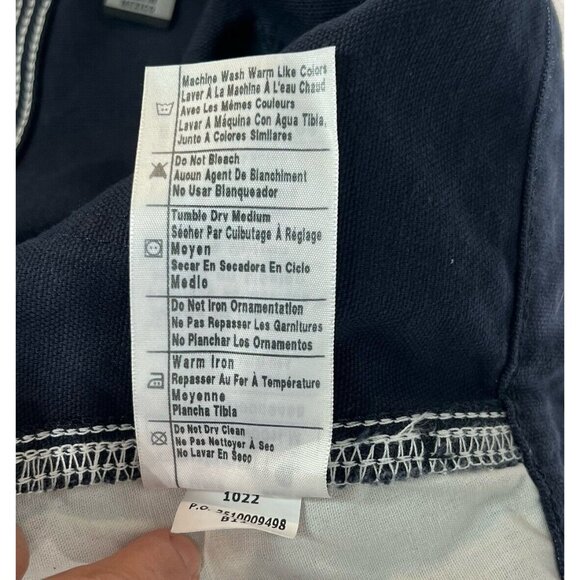 Machine Wash Warm Like Colors
Laver À La Machine À L'eau Chaud
Avec Les Mêmes Couleurs
Lavar A Máquina Con Agua Tibia,
Junto A Colores Similares
Do Not Bleach
Aucun Agent De Blanchiment
No Usar Blanqueador
Tumble Dry Medium
Sécher Par Culbutage À Réglage
Moyen
Secar En Secadora En Ciclo
Medio
Do Not Iron Ornamentation
Ne Pas Repasser Les Garnitures
No Planchar Los Ornamentos
Warm Iron
Repasser Au Fer À Température
Moyenne
Plancha Tibia
Do Not Dry Clean
Ne Pas Nettoyer À Sec
No Lavar En Seco
1022
P.O. 3510009498